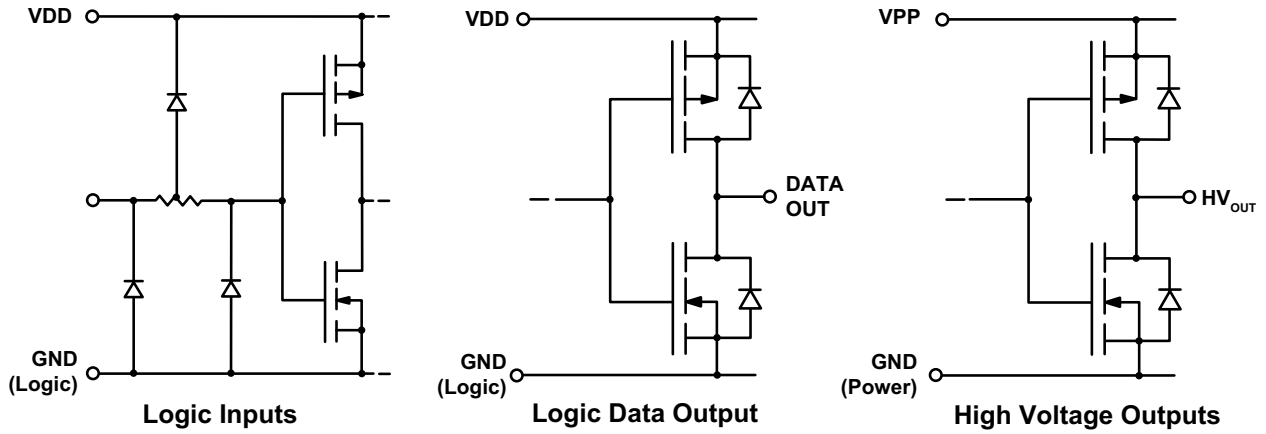 VDD
GND
(Logic)
Logic Inputs
VDD
DATA
OUT
GND
(Logic)
Logic Data Output
VPP
HVOUT
GND
(Power)
High Voltage Outputs